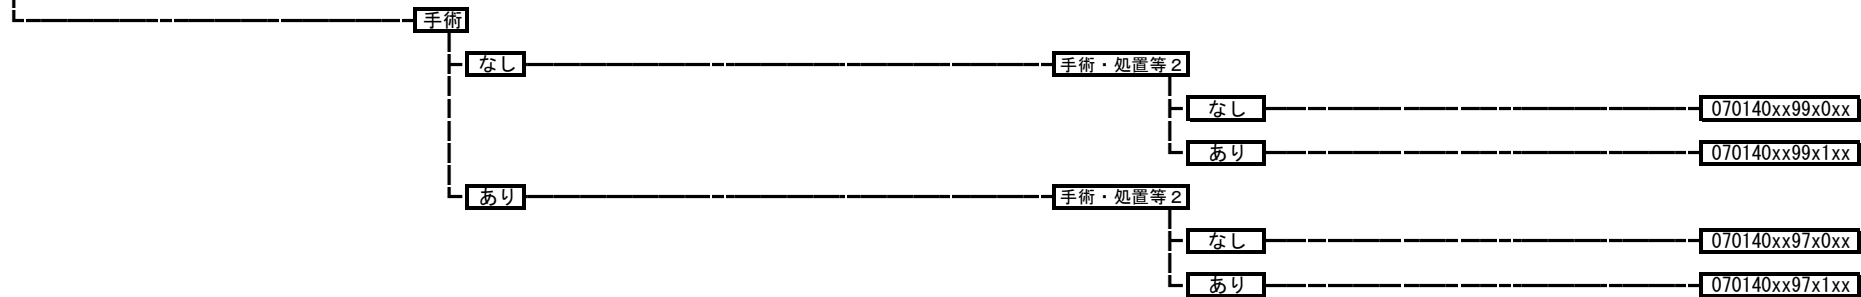 手術
なし 手術・処置等2
なし 070140xx99x0xx
あり 070140xx99x1xx
あり 手術・処置等2
なし 070140xx97x0xx
あり 070140xx97x1xx